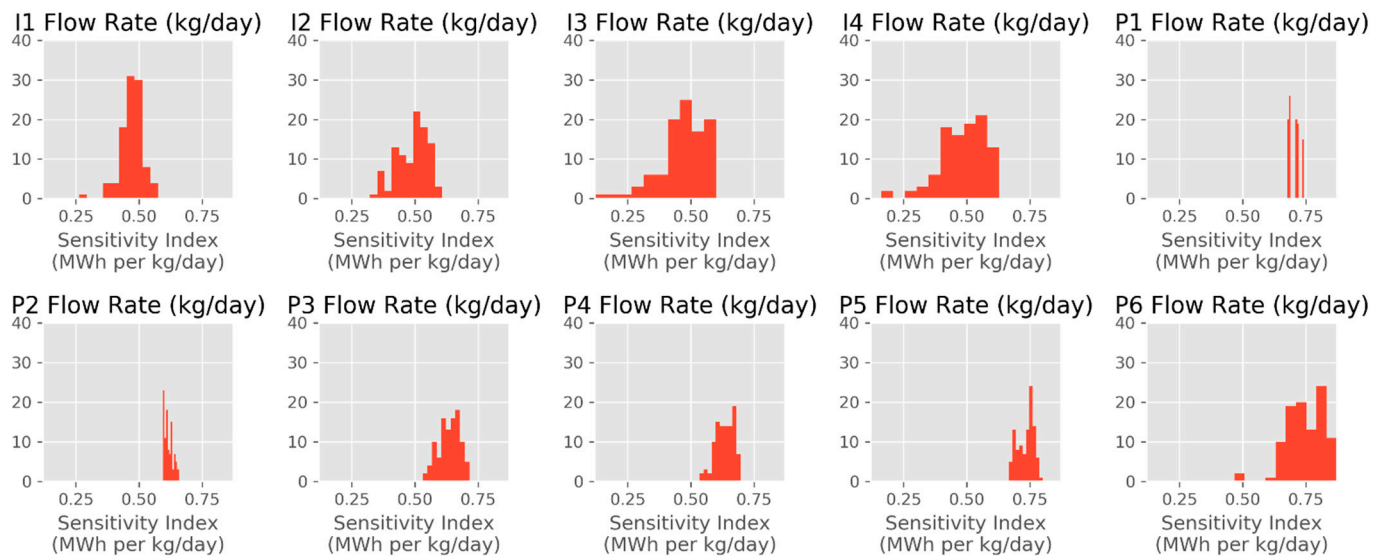 I1 Flow Rate (kg/day)
I2 Flow Rate (kg/day)
I3 Flow Rate (kg/day)
I4 Flow Rate (kg/day)
P1 Flow Rate (kg/day)
40
30
20
10
0
0.25 0.50 0.75
Sensitivity Index
(MWh per kg/day)
40
30
20
10
0
0.25 0.50 0.75
Sensitivity Index
(MWh per kg/day)
40
30
20
10
0
0.25 0.50 0.75
Sensitivity Index
(MWh per kg/day)
40
30
20
10
0
0.25 0.50 0.75
Sensitivity Index
(MWh per kg/day)
40
30
20
10
0
0.25 0.50 0.75
Sensitivity Index
(MWh per kg/day)
P2 Flow Rate (kg/day)
P3 Flow Rate (kg/day)
P4 Flow Rate (kg/day)
P5 Flow Rate (kg/day)
P6 Flow Rate (kg/day)
40
30
20
10
0
0.25 0.50 0.75
Sensitivity Index
(MWh per kg/day)
40
30
20
10
0
0.25 0.50 0.75
Sensitivity Index
(MWh per kg/day)
40
30
20
10
0
0.25 0.50 0.75
Sensitivity Index
(MWh per kg/day)
40
30
20
10
0
0.25 0.50 0.75
Sensitivity Index
(MWh per kg/day)
40
30
20
10
0
0.25 0.50 0.75
Sensitivity Index
(MWh per kg/day)